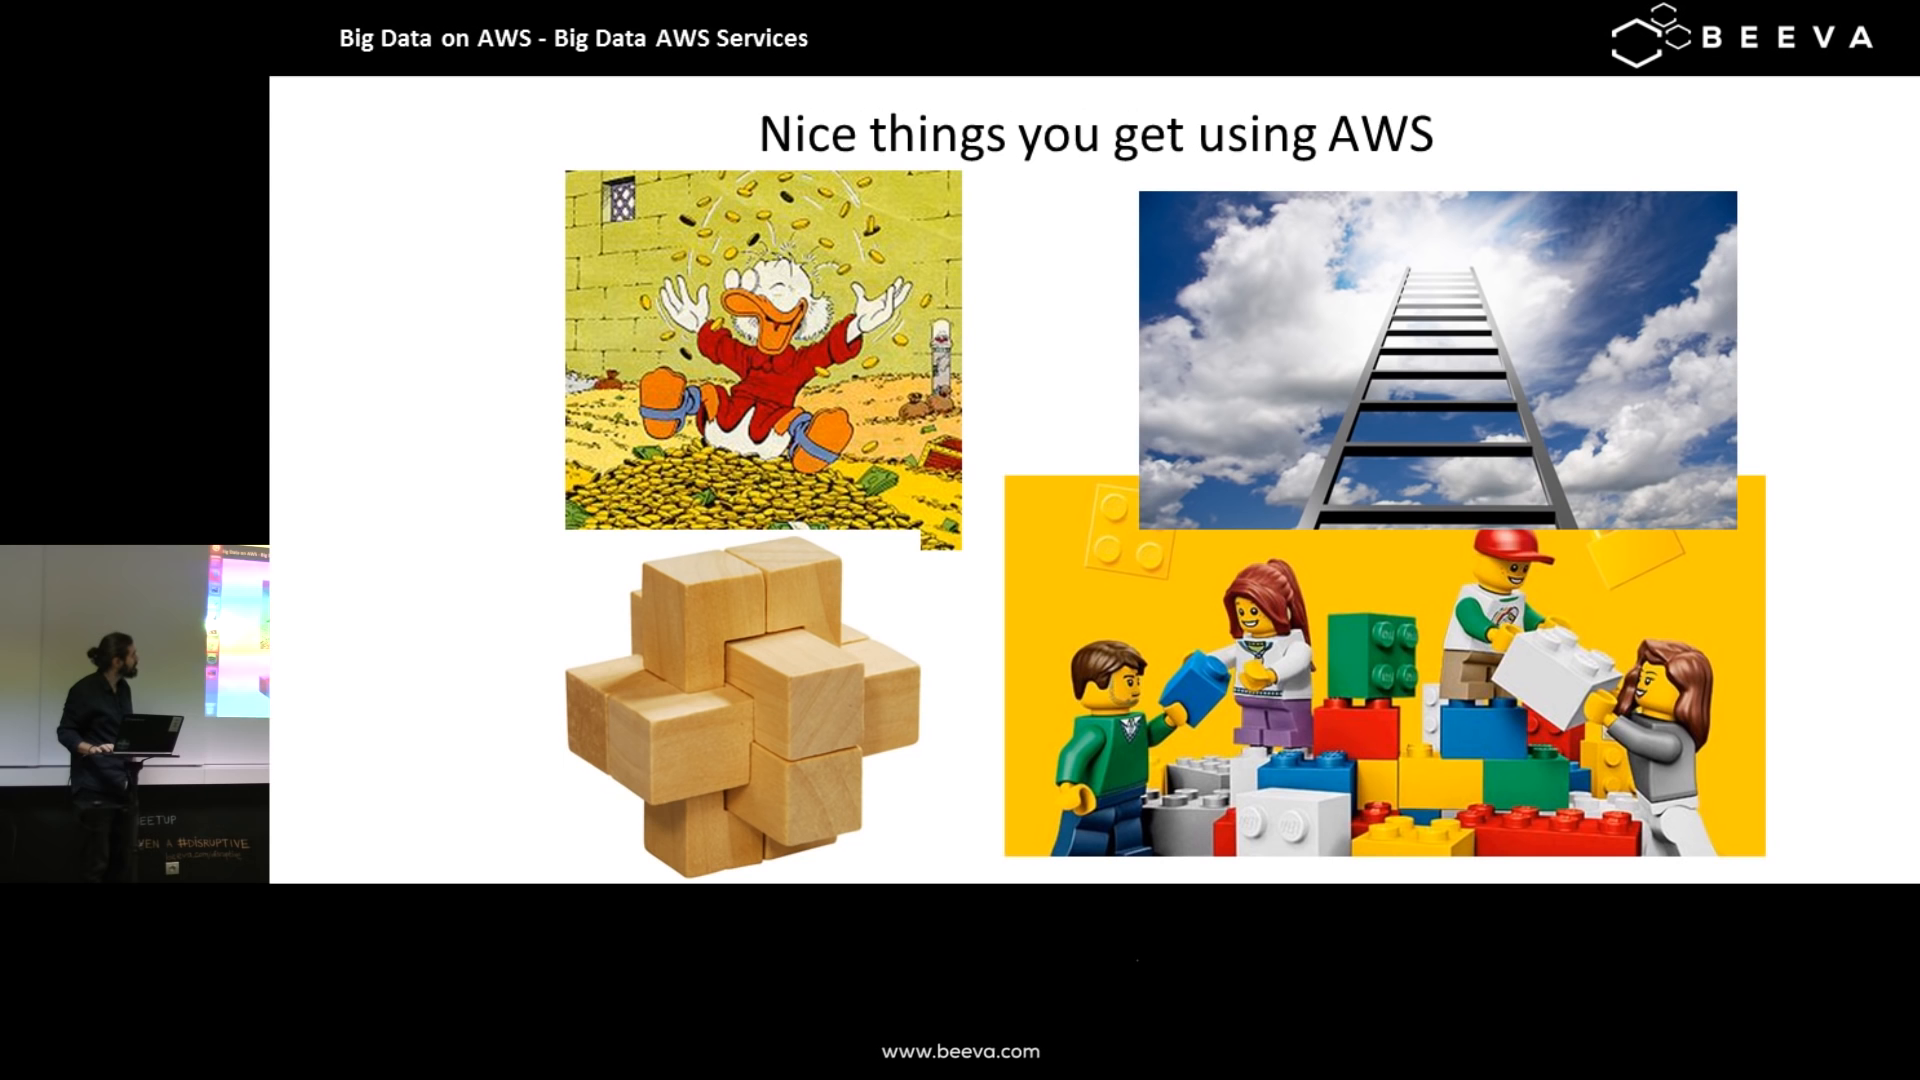 Big Data on AWS - Big Data AWS Services
BEEVA
Nice things you get using AWS
EETUP
#DISRUPTIVE
www.beeva.com